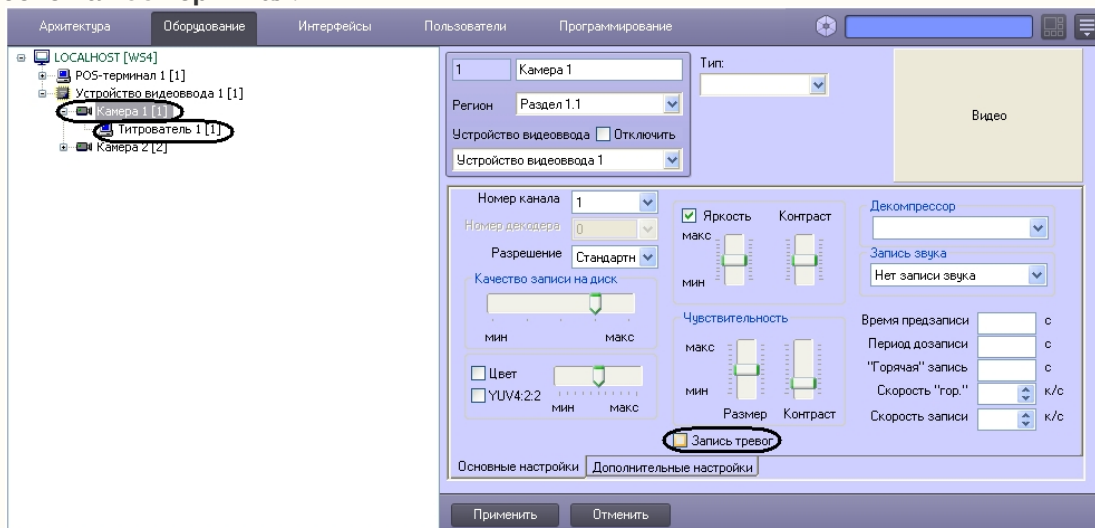 Архитектура Оборудование Интерфейсы Пользователи Программирование
LOCALHOST [WS4]
POS-терминал 1 [1]
Устройство видеоввода 1 [1]
Камера 1 [1]
Титрователь 1 [1]
Камера 2 [2]
1 Камера 1
Тип:
Регион Раздел 1.1
Устройство видеоввода Отключить
Устройство видеоввода 1
Видео
Номер канала 1
Номер декодера 0
Разрешение Стандартн
Качество записи на диск
мин макс
Цвет
YUV4:2:2
мин макс
Яркость Контраст
макс
мин
Чувствительность
макс
мин
Размер Контраст
Запись тревог
Декомпрессор
Запись звука
Нет записи звука
Время предзаписи с
Период дозаписи с
"Горячая" запись с
Скорость "гор." к/с
Скорость записи к/с
Основные настройки Дополнительные настройки
Применить Отменить